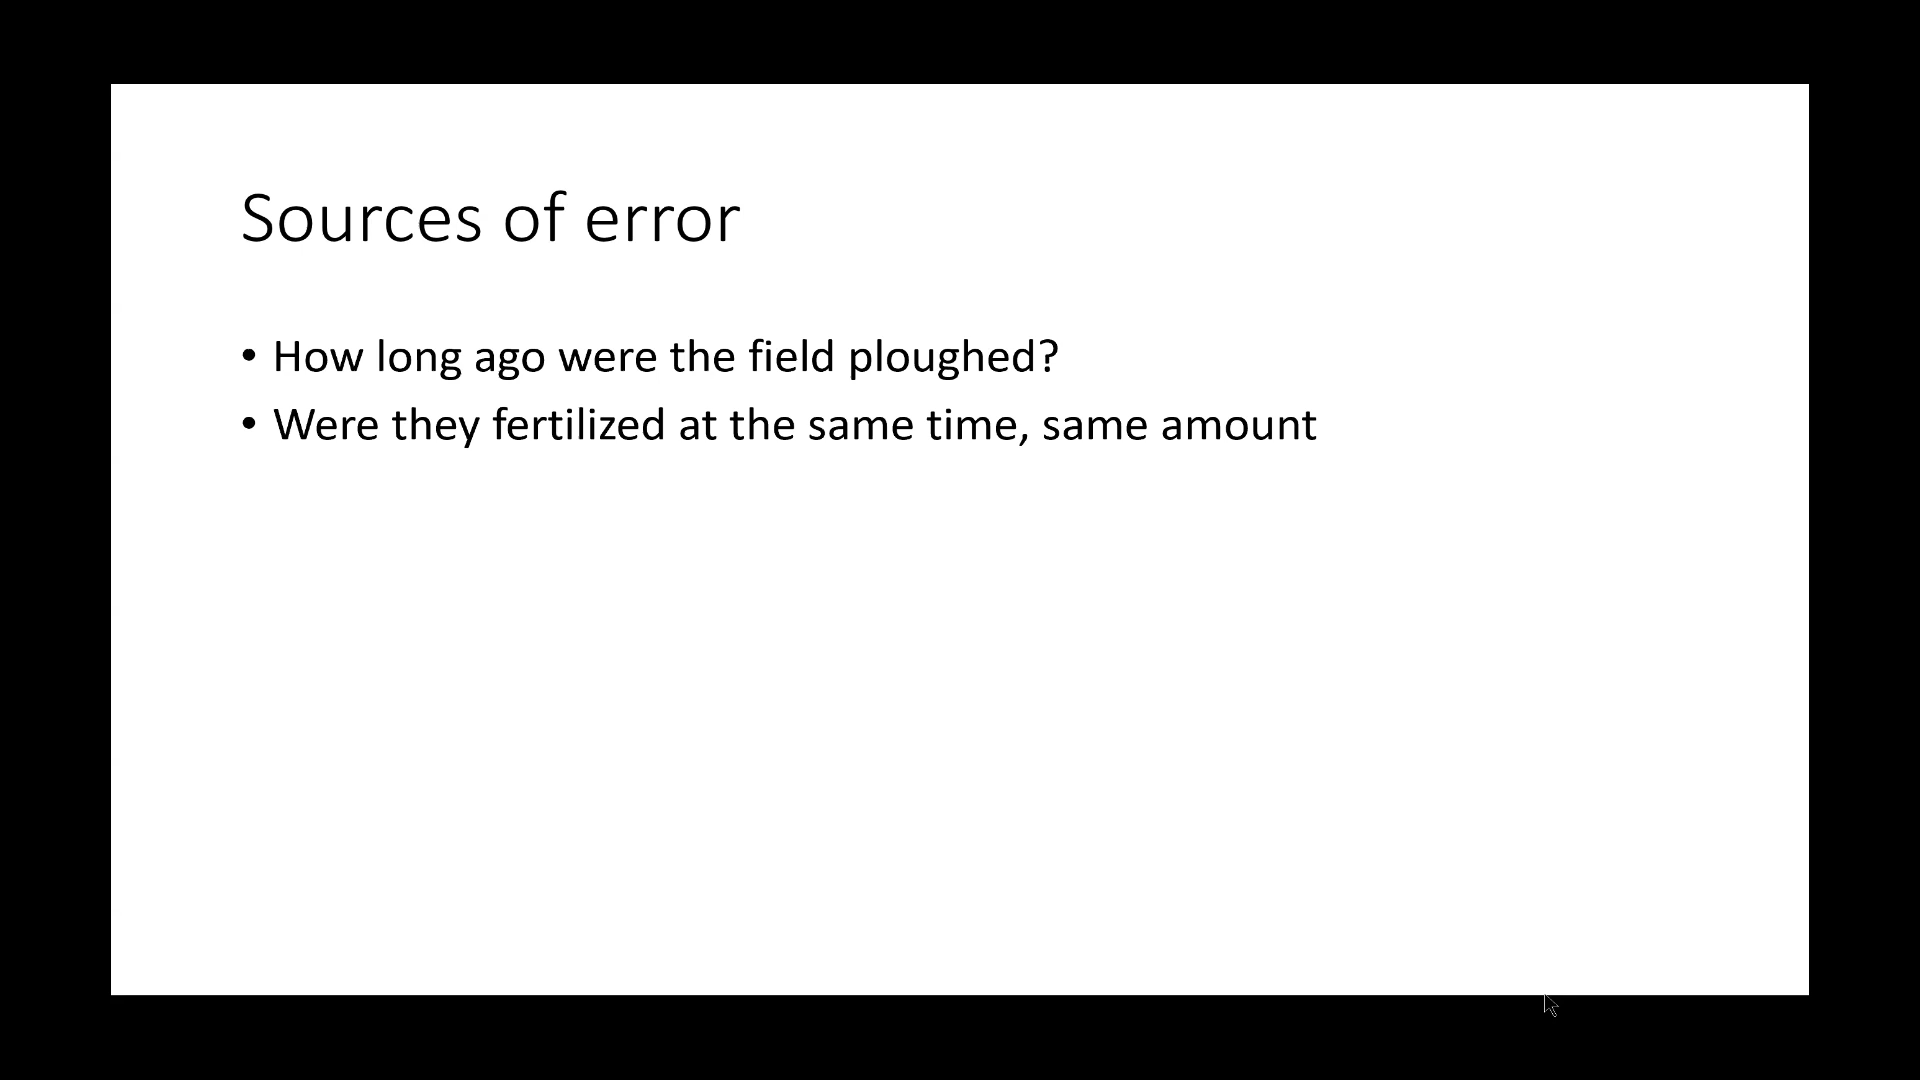 Sources of error
• How long ago were the field ploughed?
• Were they fertilized at the same time, same amount